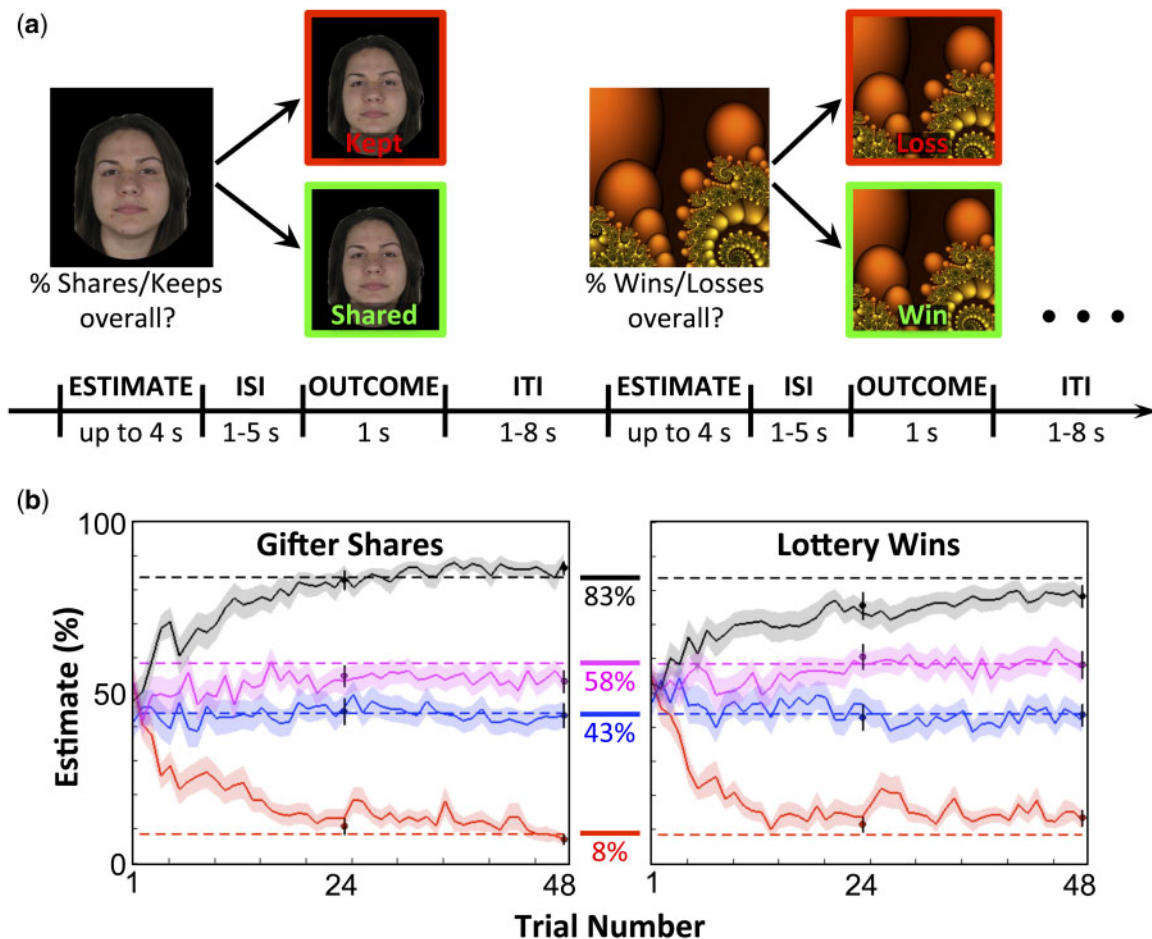 (a)
Kept
Loss
% Shares/Keeps
overall?
Shared
% Wins/Losses
overall?
Win
• • •
ESTIMATE ISI OUTCOME ITI ESTIMATE ISI OUTCOME ITI
up to 4 s 1-5 s 1 s 1-8 s up to 4 s 1-5 s 1 s 1-8 s
(b)
Gifter Shares
Lottery Wins
Estimate (%)
100
50
0
83%
58%
43%
8%
1 24 48 1 24 48
Trial Number